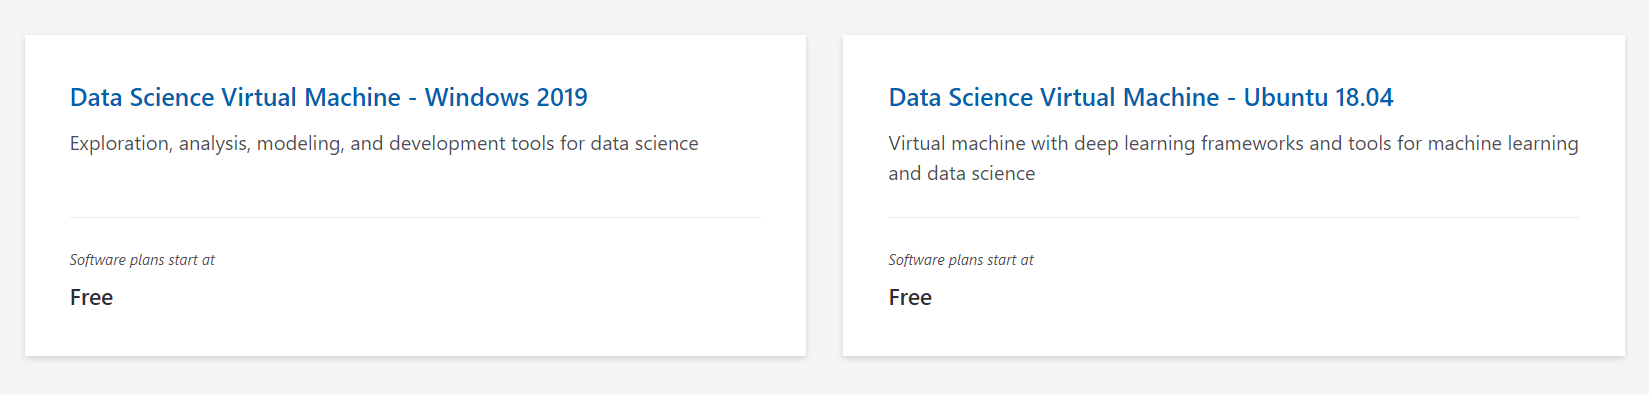 Data Science Virtual Machine - Windows 2019
Exploration, analysis, modeling, and development tools for data science
Software plans start at
Free
Data Science Virtual Machine - Ubuntu 18.04
Virtual machine with deep learning frameworks and tools for machine learning
and data science
Software plans start at
Free